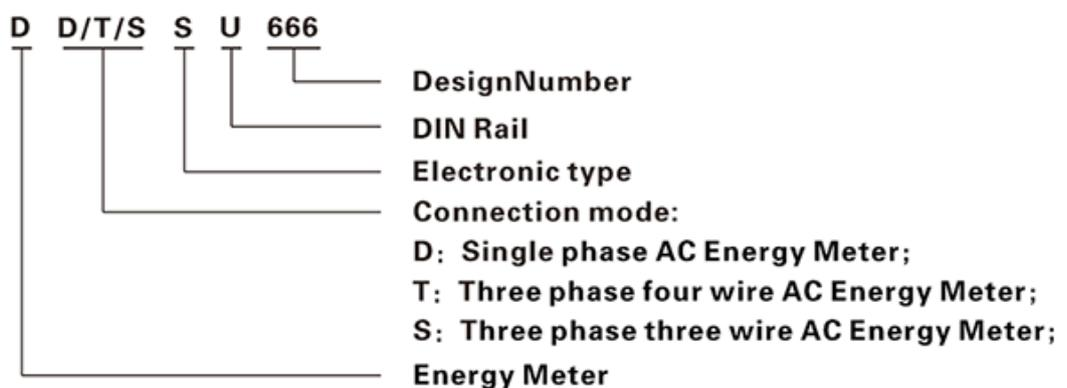 D D/T/S S U 666
DesignNumber
DIN Rail
Electronic type
Connection mode:
D: Single phase AC Energy Meter;
T: Three phase four wire AC Energy Meter;
S: Three phase three wire AC Energy Meter;
Energy Meter